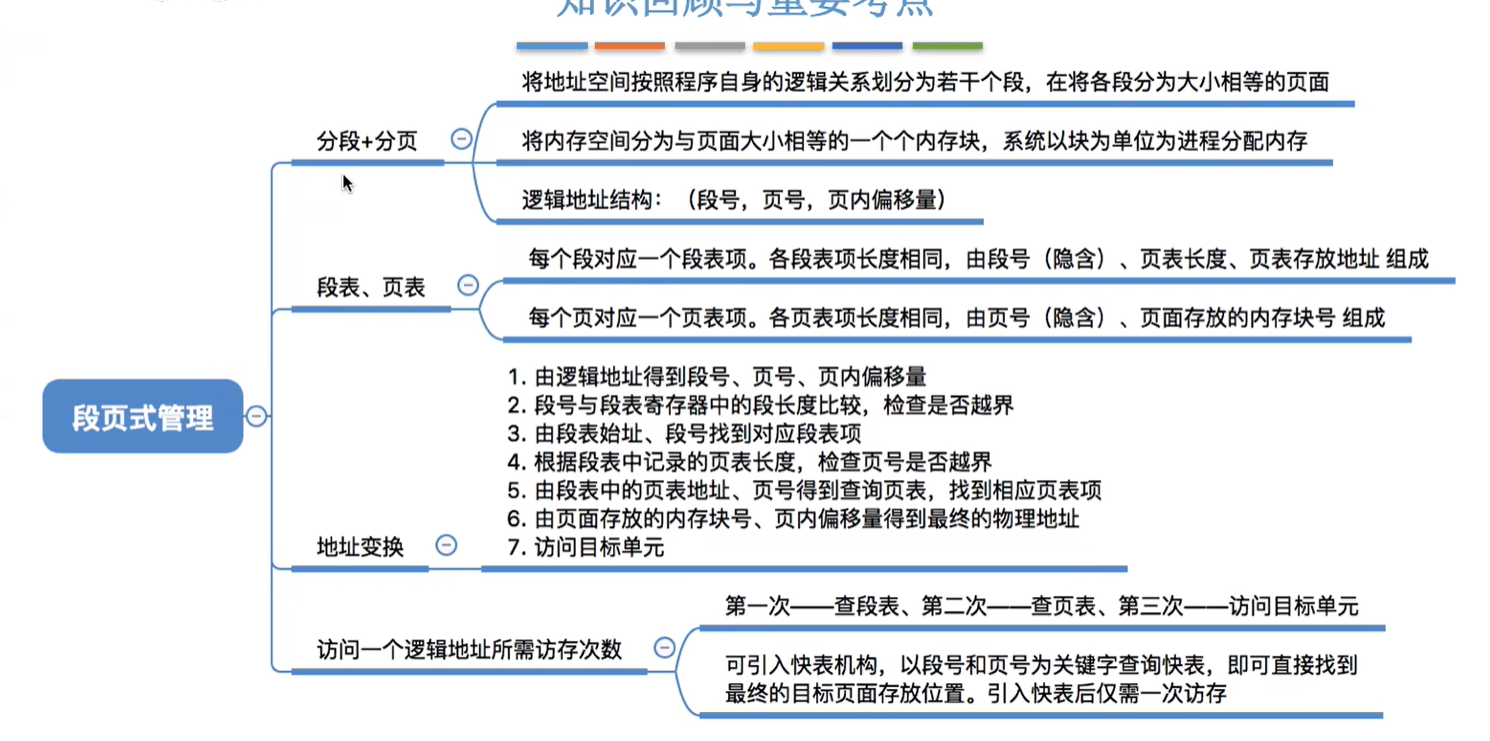 知识回顾与重要考点
将地址空间按照程序自身的逻辑关系划分为若干个段，在将各段分为大小相等的页面
分段+分页
将内存空间分为与页面大小相等的一个个内存块，系统以块为单位为进程分配内存
逻辑地址结构：（段号，页号，页内偏移量）
每个段对应一个段表项。各段表项长度相同，由段号（隐含）、页表长度、页表存放地址 组成
段表、页表
每个页对应一个页表项。各页表项长度相同，由页号（隐含）、页面存放的内存块号 组成
段页式管理
1. 由逻辑地址得到段号、页号、页内偏移量
2. 段号与段表寄存器中的段长度比较，检查是否越界
3. 由段表始址、段号找到对应段表项
4. 根据段表中记录的页表长度，检查页号是否越界
5. 由段表中的页表地址、页号得到查询页表，找到相应页表项
6. 由页面存放的内存块号、页内偏移量得到最终的物理地址
7. 访问目标单元
地址变换
第一次——查段表、第二次——查页表、第三次——访问目标单元
访问一个逻辑地址所需访存次数
可引入快表机构，以段号和页号为关键字查询快表，即可直接找到
最终的目标页面存放位置。引入快表后仅需一次访存